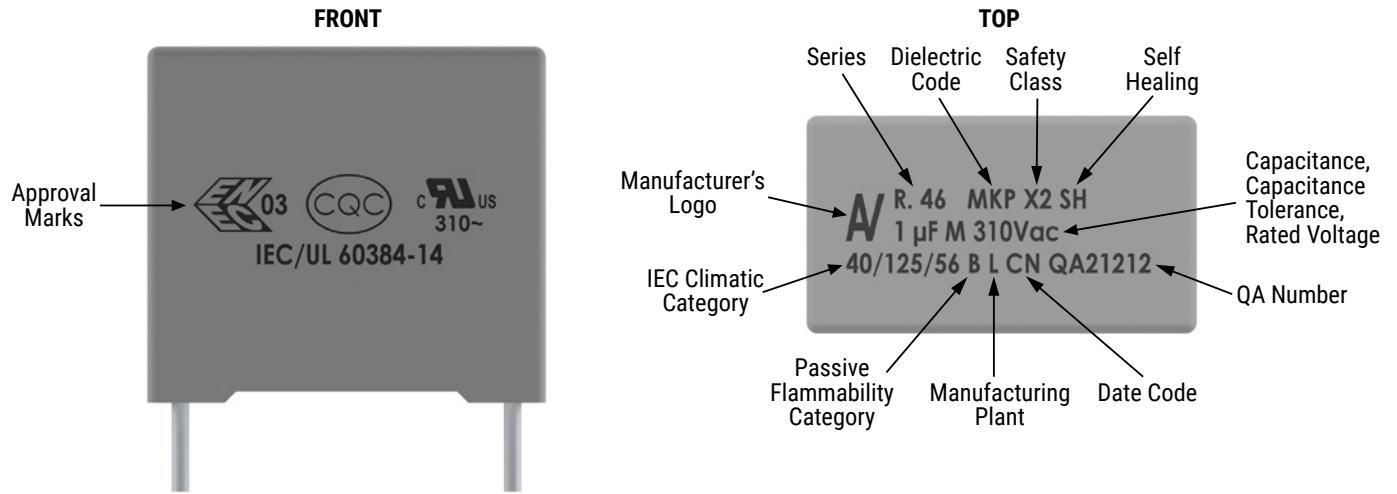 FRONT
Approval
Marks
EN
EC
03
CQC
C
US
310~
IEC/UL 60384-14
TOP
Series
Dielectric
Code
Safety
Class
Self
Healing
Manufacturer's
Logo
R. 46 MKP X2 SH
1 µF M 310Vac
40/125/56 B L CN QA21212
Capacitance,
Capacitance
Tolerance,
Rated Voltage
IEC Climatic
Category
QA Number
Passive
Flammability
Category
Manufacturing
Plant
Date Code